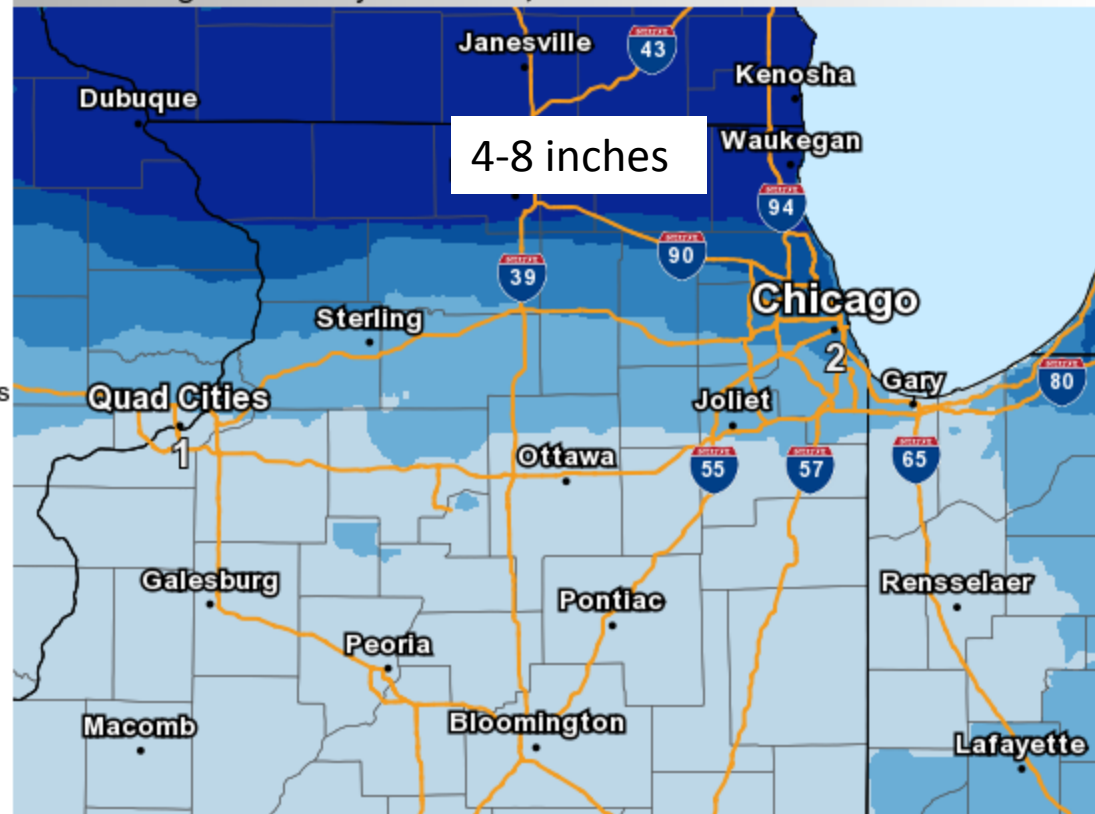 Janesville
43
Kenosha
Dubuque
4-8 inches
Waukegan
94
90
39
Chicago
Sterling
2
80
s
Quad Cities
Gary
Joliet
1
Ottawa
55
57
65
Galesburg
Pontiac
Rensselaer
Peoria
Macomb
Bloomington
Lafayette